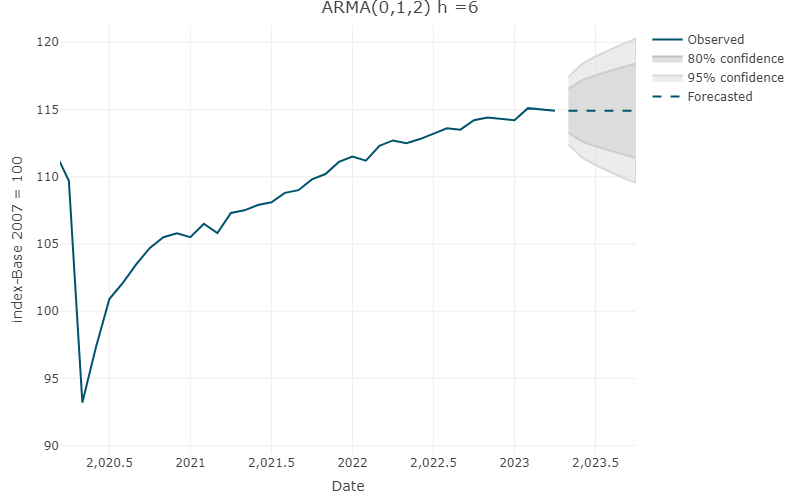 ARMA(0,1,2) h =6
120
115
110
105
100
95
90
index-Base 2007 = 100
2,020.5
2021
2,021.5
2022
2,022.5
2023
2,023.5
Date
Observed
80% confidence
95% confidence
Forecasted